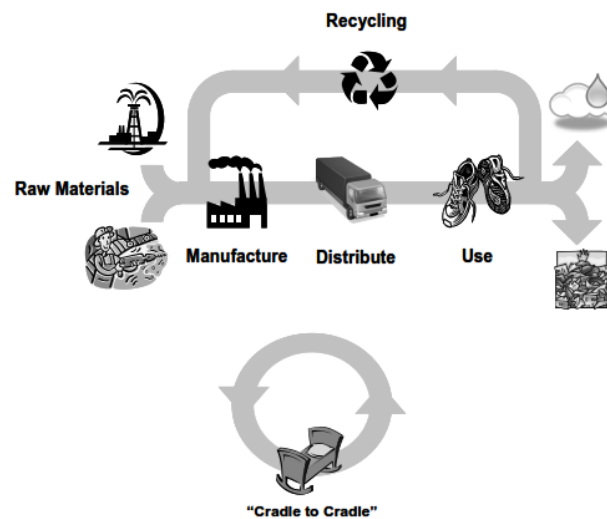 Recycling
Raw Materials
Manufacture
Distribute
Use
“Cradle to Cradle”